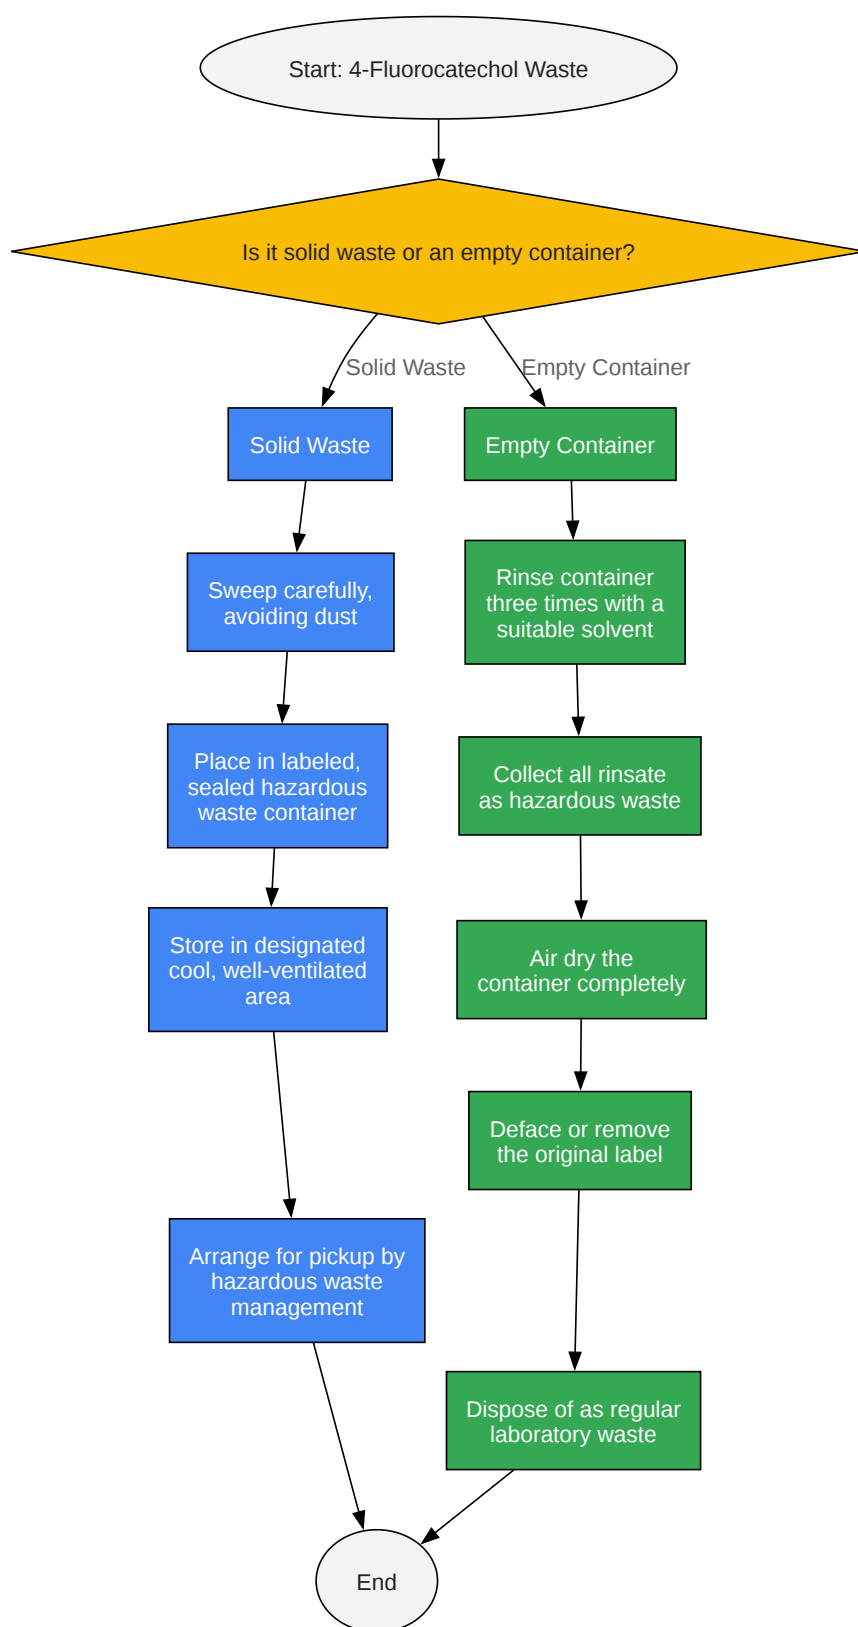 Start: 4-Fluorocatechol Waste
Is it solid waste or an empty container?
Solid Waste
Empty Container
Solid Waste
Empty Container
Sweep carefully,
avoiding dust
Rinse container
three times with a
suitable solvent
Place in labeled,
sealed hazardous
waste container
Collect all rinsate
as hazardous waste
Store in designated
cool, well-ventilated
area
Air dry the
container completely
Deface or remove
the original label
Arrange for pickup by
hazardous waste
management
Dispose of as regular
laboratory waste
End